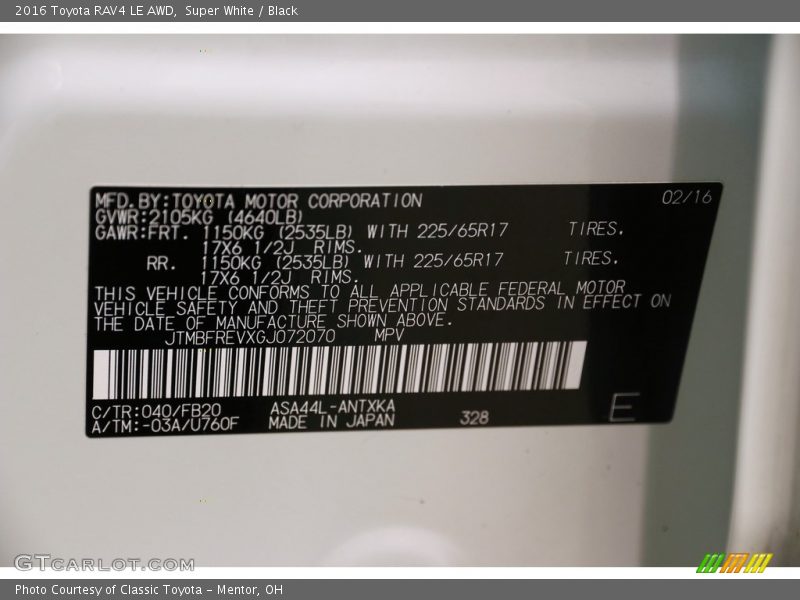 2016 Toyota RAV4 LE AWD, Super White / Black
MFD.BY:TOYOTA MOTOR CORPORATION 02/16
GVWR:2105KG (4640LB)
GAWR:FRT. 1150KG (2535LB) WITH 225/65R17 TIRES.
17X6 1/2J RIMS.
RR. 1150KG (2535LB) WITH 225/65R17 TIRES.
17X6 1/2J RIMS.
THIS VEHICLE CONFORMS TO ALL APPLICABLE FEDERAL MOTOR
VEHICLE SAFETY AND THEFT PREVENTION STANDARDS IN EFFECT ON
THE DATE OF MANUFACTURE SHOWN ABOVE.
JTMBFREVXGJ072070 MPV
C/TR:040/FB20 ASA44L-ANTXKA
A/TM:-03A/U760F MADE IN JAPAN 328 E
GTCARLOT.COM
Photo Courtesy of Classic Toyota - Mentor, OH